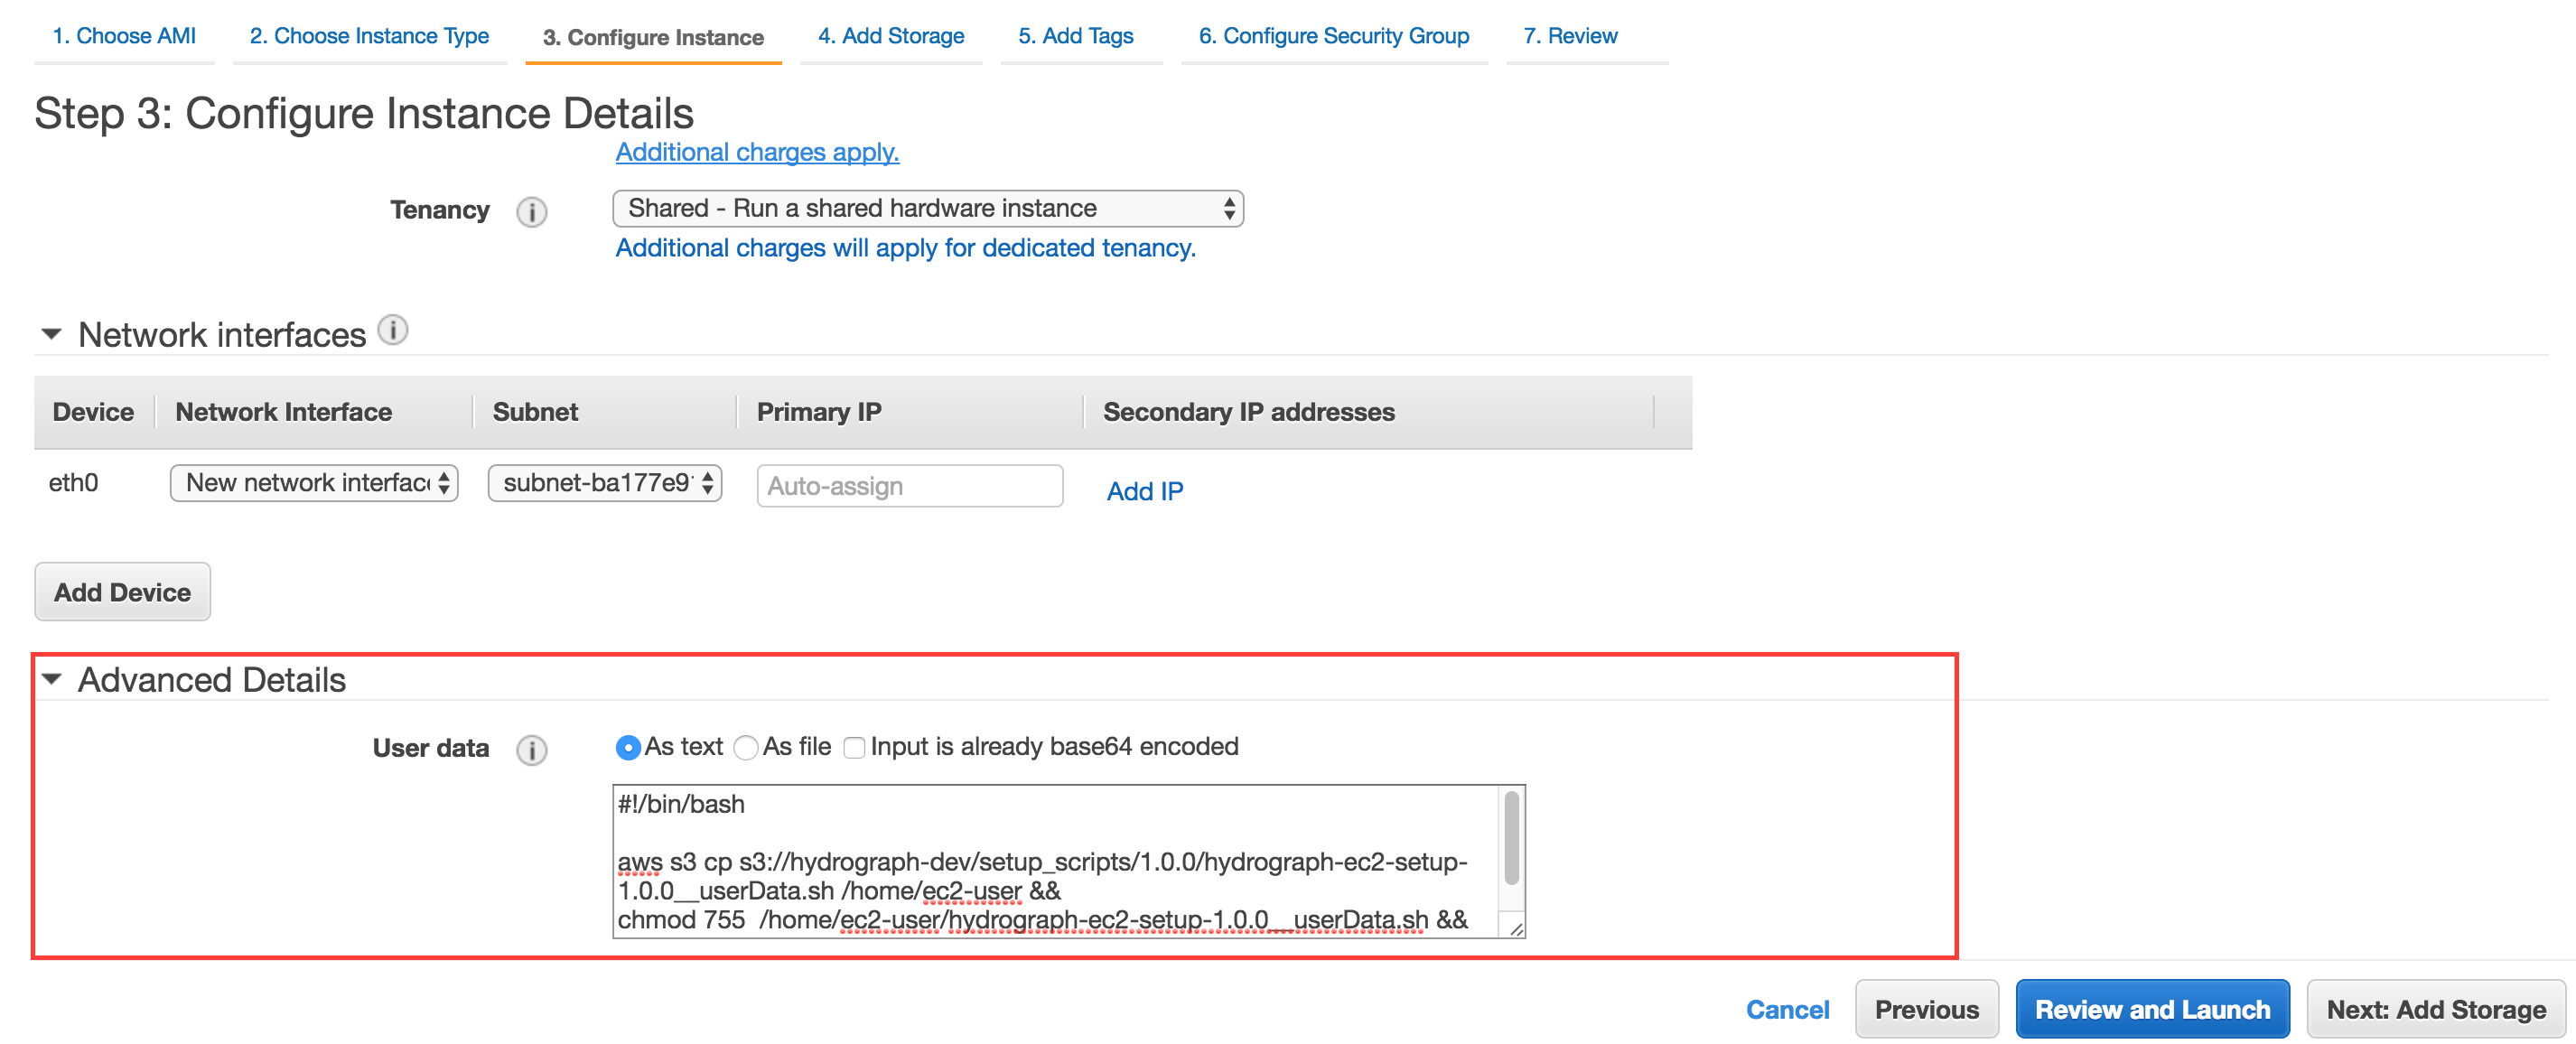 1. Choose AMI 2. Choose Instance Type 3. Configure Instance 4. Add Storage 5. Add Tags 6. Configure Security Group 7. Review
Step 3: Configure Instance Details
Additional charges apply.
Tenancy i Shared - Run a shared hardware instance
Additional charges will apply for dedicated tenancy.
Network interfaces i
Device Network Interface Subnet Primary IP Secondary IP addresses
eth0 New network interfac subnet-ba177e9 Auto-assign Add IP
Add Device
Advanced Details
User data i As text As file Input is already base64 encoded
#!/bin/bash
aws s3 cp s3://hydrograph-dev/setup_scripts/1.0.0/hydrograph-ec2-setup-
1.0.0__userData.sh /home/ec2-user &&
chmod 755  /home/ec2-user/hydrograph-ec2-setup-1.0.0__userData.sh &&
Cancel Previous Review and Launch Next: Add Storage